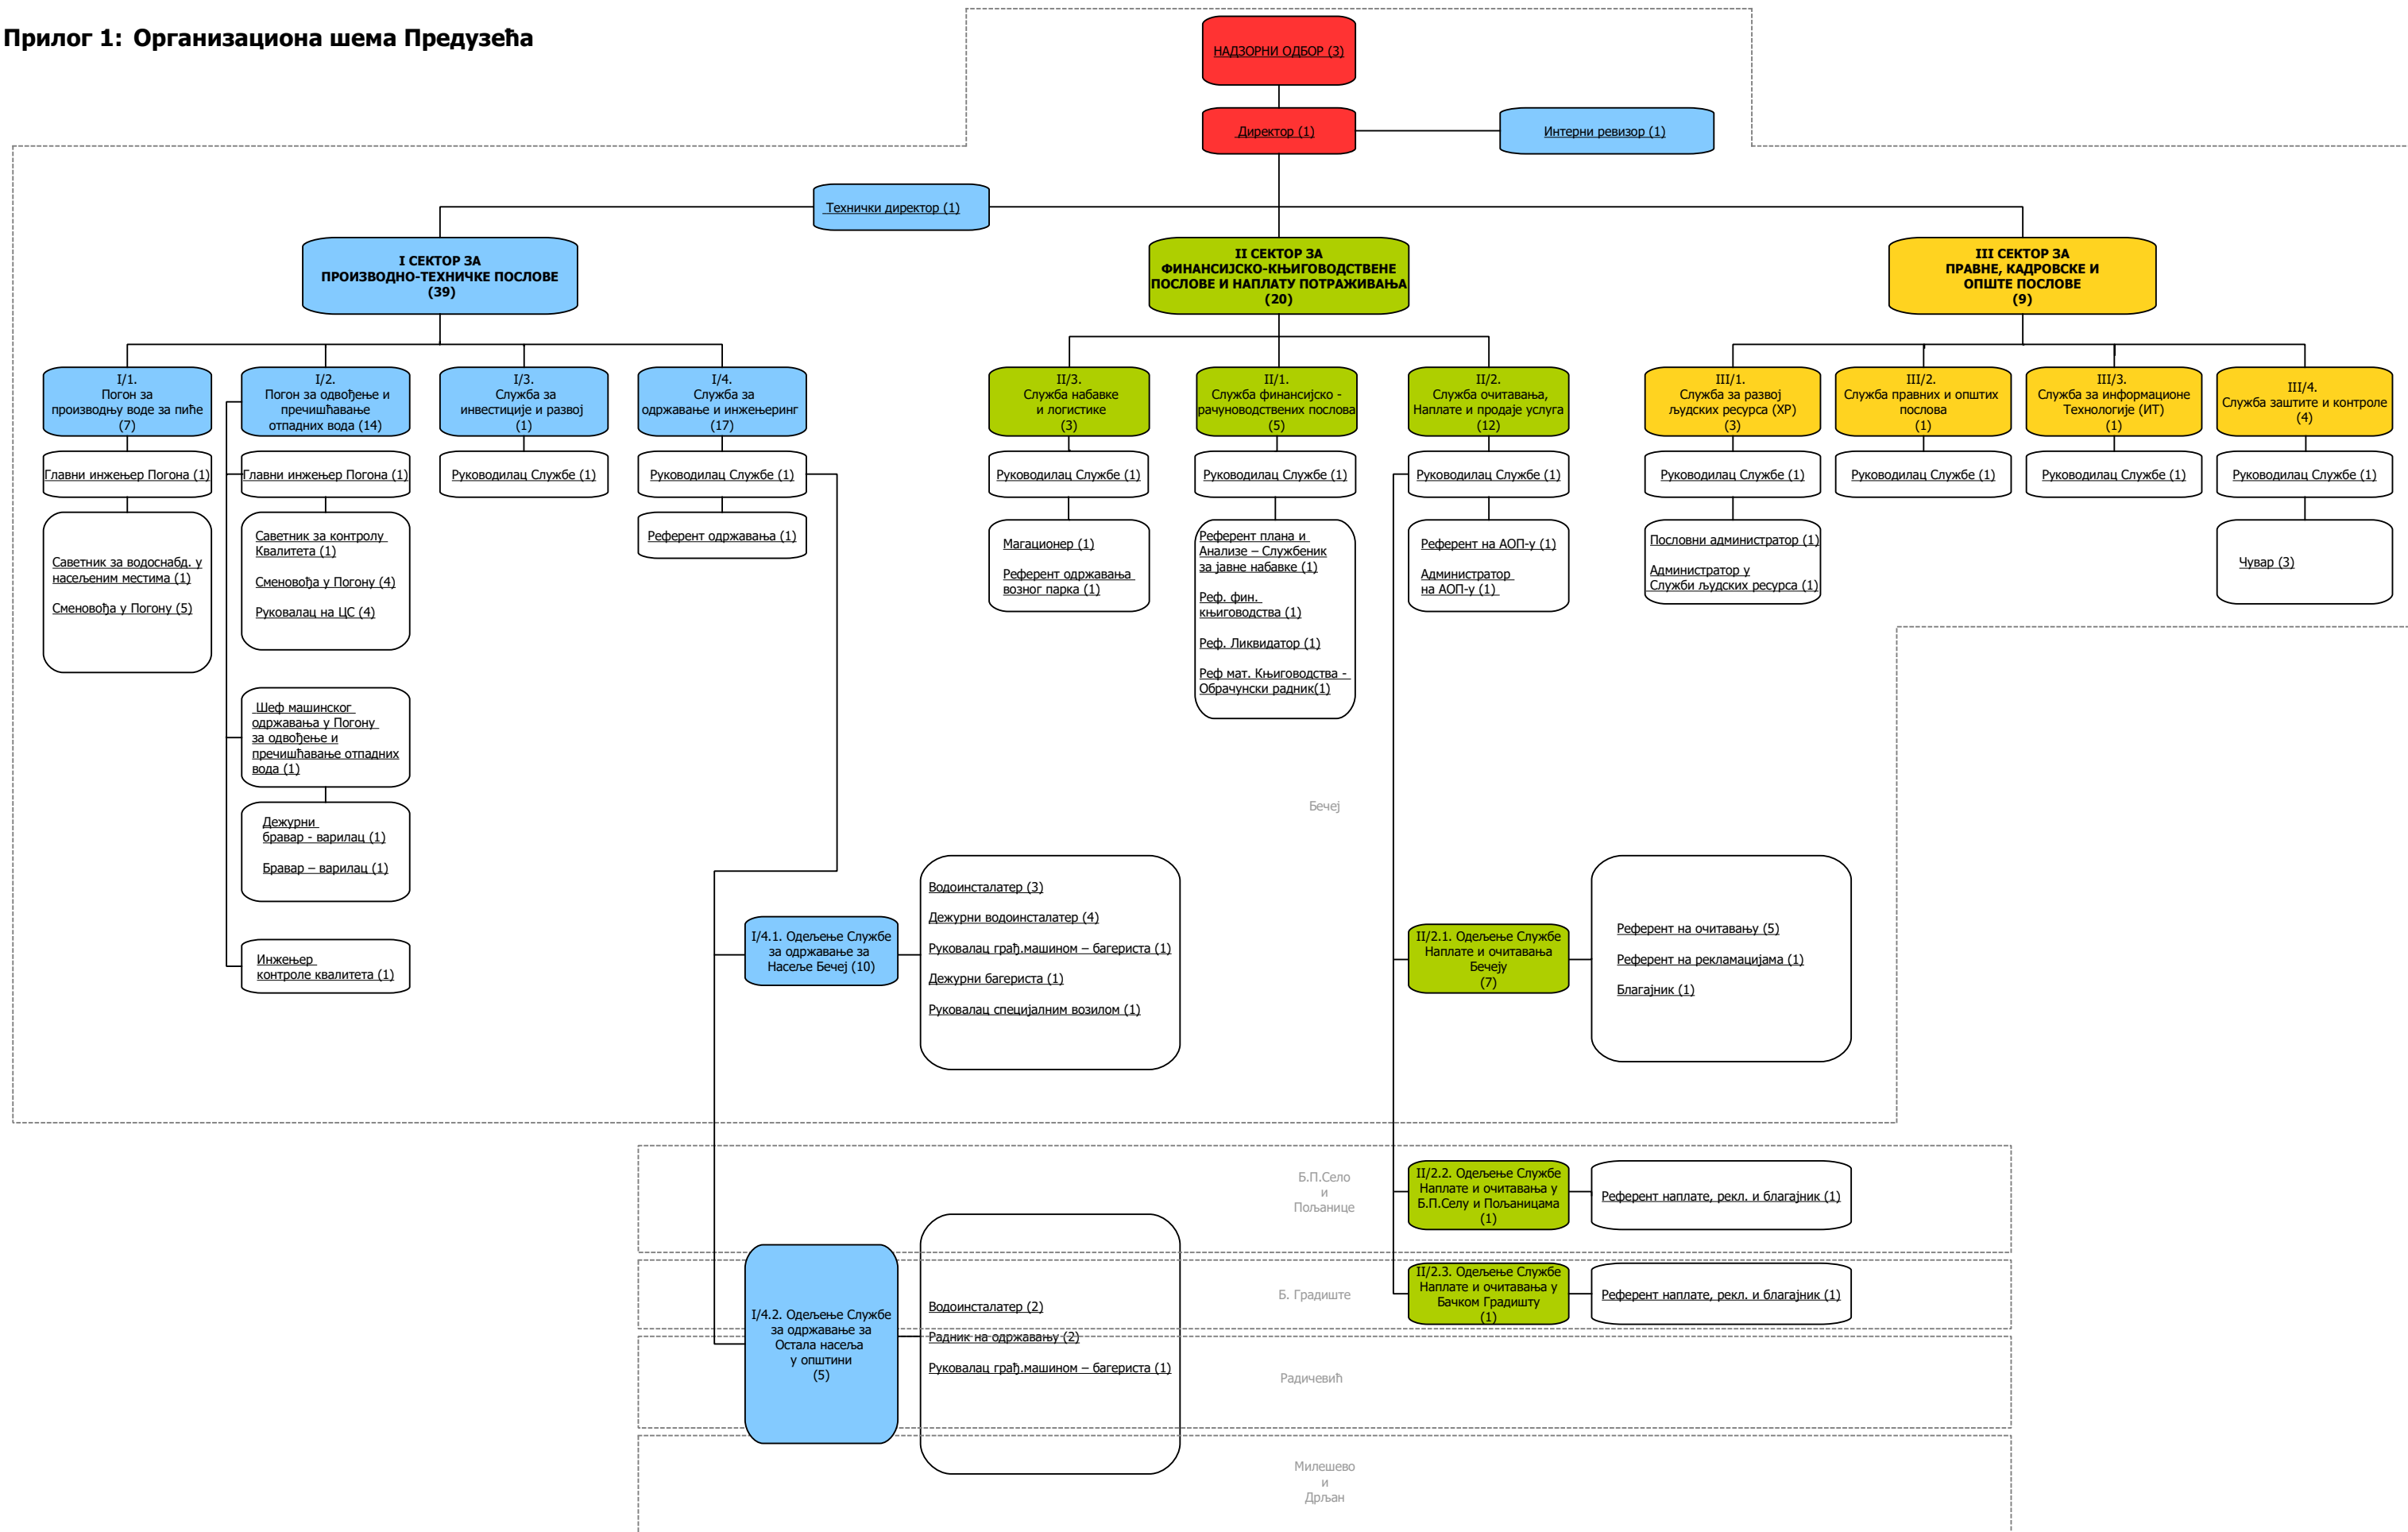 Прилог 1: Организациона шема Предузећа
НАДЗОРНИ ОДБОР (3)
Директор (1)
Интерни ревизор (1)
Технички директор (1)
I СЕКТОР ЗА
ПРОИЗВОДНО-ТЕХНИЧКЕ ПОСЛОВЕ
(39)
II СЕКТОР ЗА
ФИНАНСИЈСКО-КЊИГОВОДСТВЕНЕ
ПОСЛОВЕ И НАПЛАТУ ПОТРАЖИВАЊА
(20)
III СЕКТОР ЗА
ПРАВНЕ, КАДРОВСКЕ И
ОПШТЕ ПОСЛОВЕ
(9)
I/1.
Погон за
производњу воде за пиће
(7)
I/2.
Погон за одвођење и
пречишћавање
отпадних вода (14)
I/3.
Служба за
инвестиције и развој
(1)
I/4.
Служба за
одржавање и инжењеринг
(17)
II/3.
Служба набавке
и логистике
(3)
II/1.
Служба финансијско -
рачуноводствених послова
(5)
II/2.
Служба очитавања,
Наплате и продаје услуга
(12)
III/1.
Служба за развој
људских ресурса (ХР)
(3)
III/2.
Служба правних и општих
послова
(1)
III/3.
Служба за информационе
Технологије (ИТ)
(1)
III/4.
Служба заштите и контроле
(4)
Главни инжењер Погона (1)
Главни инжењер Погона (1)
Руководилац Службе (1)
Руководилац Службе (1)
Руководилац Службе (1)
Руководилац Службе (1)
Руководилац Службе (1)
Руководилац Службе (1)
Руководилац Службе (1)
Руководилац Службе (1)
Руководилац Службе (1)
Саветник за водоснабд. у
насељеним местима (1)
Сменовођа у Погону (5)
Саветник за контролу
Квалитета (1)
Сменовођа у Погону (4)
Руковалац на ЦС (4)
Референт одржавања (1)
Магационер (1)
Референт одржавања
возног парка (1)
Референт плана и
Анализе – Службеник
за јавне набавке (1)
Реф. фин.
књиговодства (1)
Реф. Ликвидатор (1)
Реф мат. Књиговодства -
Обрачунски радник(1)
Референт на АОП-у (1)
Администратор
на АОП-у (1)
Пословни администратор (1)
Администратор у
Служби људских ресурса (1)
Чувар (3)
Шеф машинског
одржавања у Погону
за одвођење и
пречишћавање отпадних
вода (1)
Дежурни
бравар - варилац (1)
Бравар – варилац (1)
Инжењер
контроле квалитета (1)
Бечеј
I/4.1. Одељење Службе
за одржавање за
Насеље Бечеј (10)
Водоинсталатер (3)
Дежурни водоинсталатер (4)
Руковалац грађ.машином – багериста (1)
Дежурни багериста (1)
Руковалац специјалним возилом (1)
II/2.1. Одељење Службе
Наплате и очитавања
Бечеју
(7)
Референт на очитавању (5)
Референт на рекламацијама (1)
Благајник (1)
Б.П.Село
и
Пољанице
II/2.2. Одељење Службе
Наплате и очитавања у
Б.П.Селу и Пољаницама
(1)
Референт наплате, рекл. и благајник (1)
I/4.2. Одељење Службе
за одржавање за
Остала насеља
у општини
(5)
Водоинсталатер (2)
Радник на одржавању (2)
Руковалац грађ.машином – багериста (1)
Б. Градиште
II/2.3. Одељење Службе
Наплате и очитавања у
Бачком Градишту
(1)
Референт наплате, рекл. и благајник (1)
Радичевић
Милешево
и
Дрљан